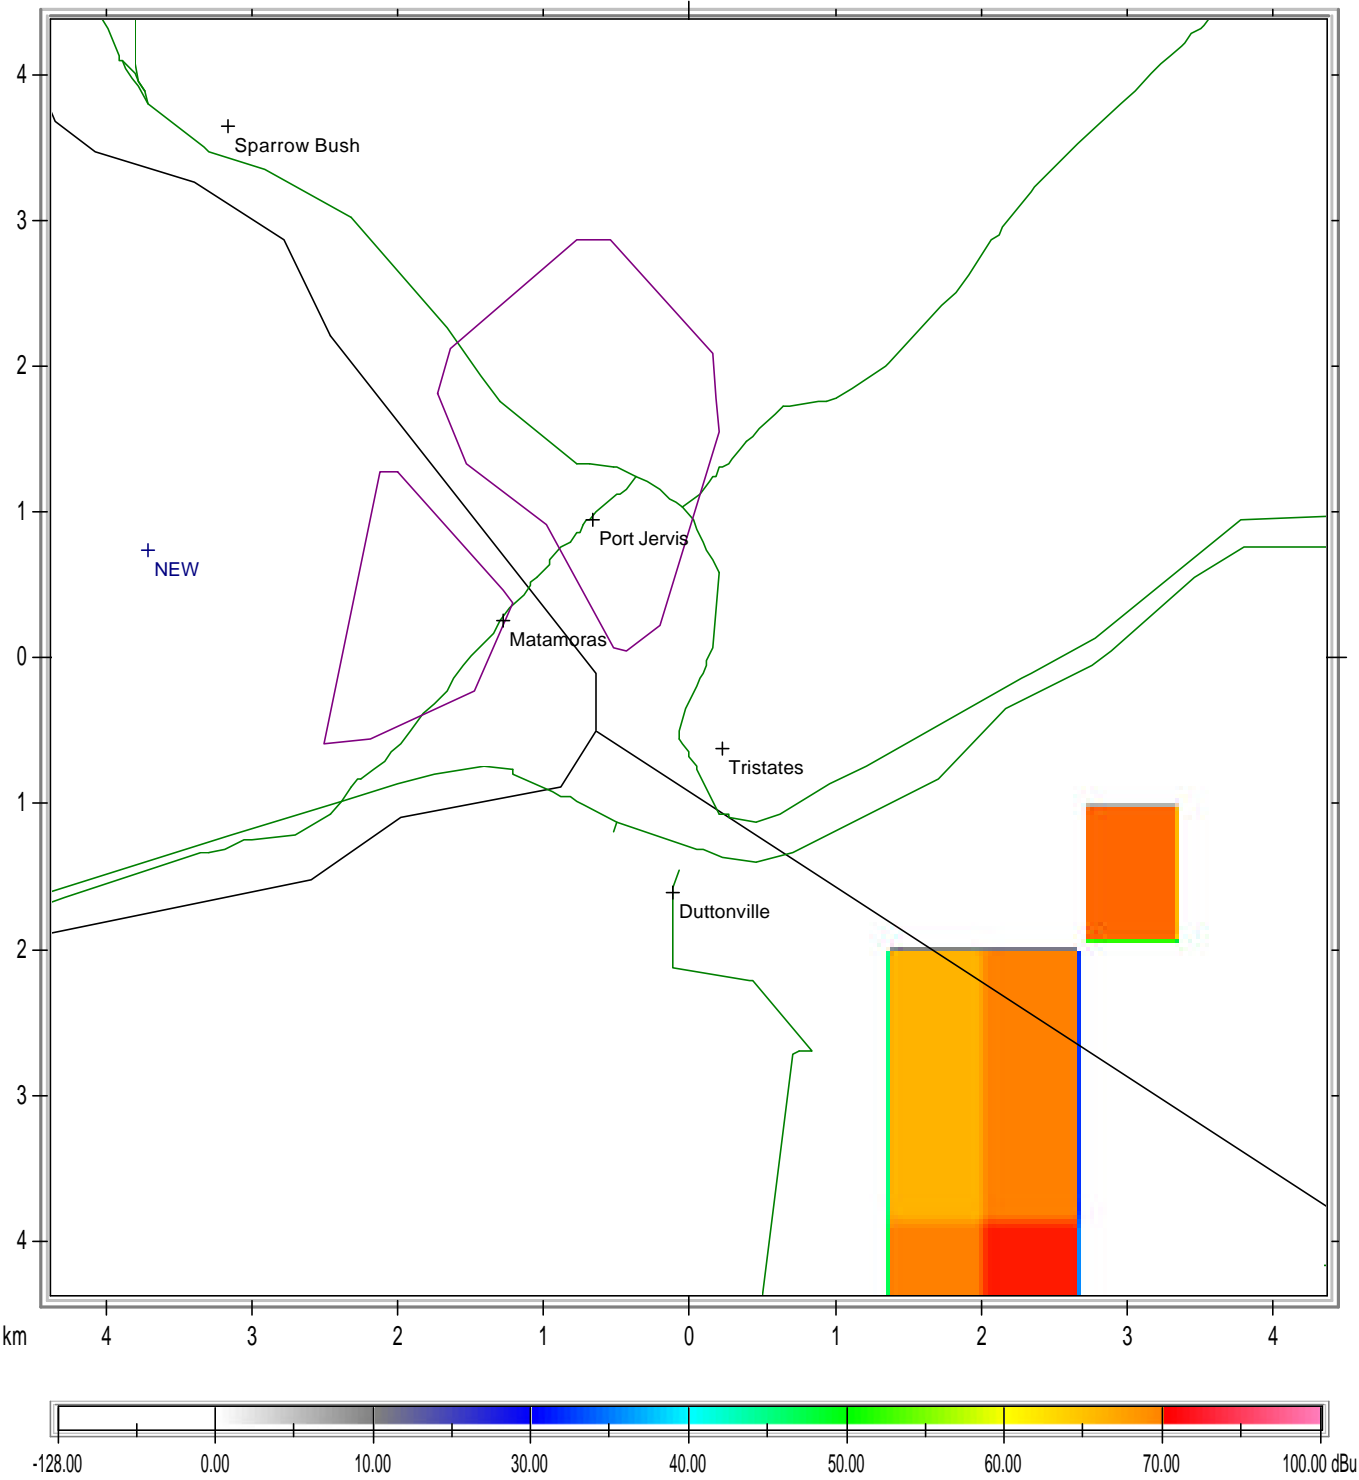 4
Sparrow Bush
3
2
1
Port Jervis
NEW
Matamoras
0
Tristates
1
Duttonville
2
3
4
km 4 3 2 1 0 1 2 3 4
-128.00 0.00 10.00 30.00 40.00 50.00 60.00 70.00 100.00 dBu